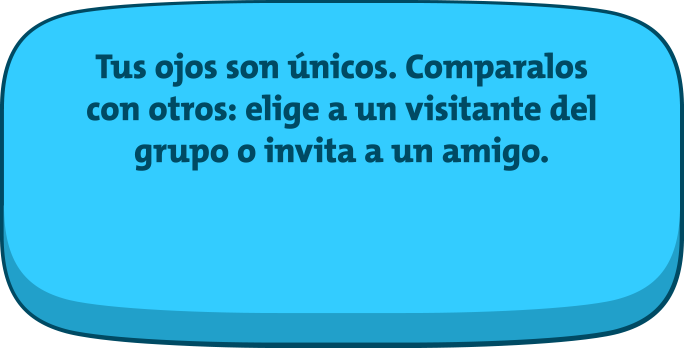 Tus ojos son únicos. Comparalos
con otros: elige a un visitante del
grupo o invita a un amigo.